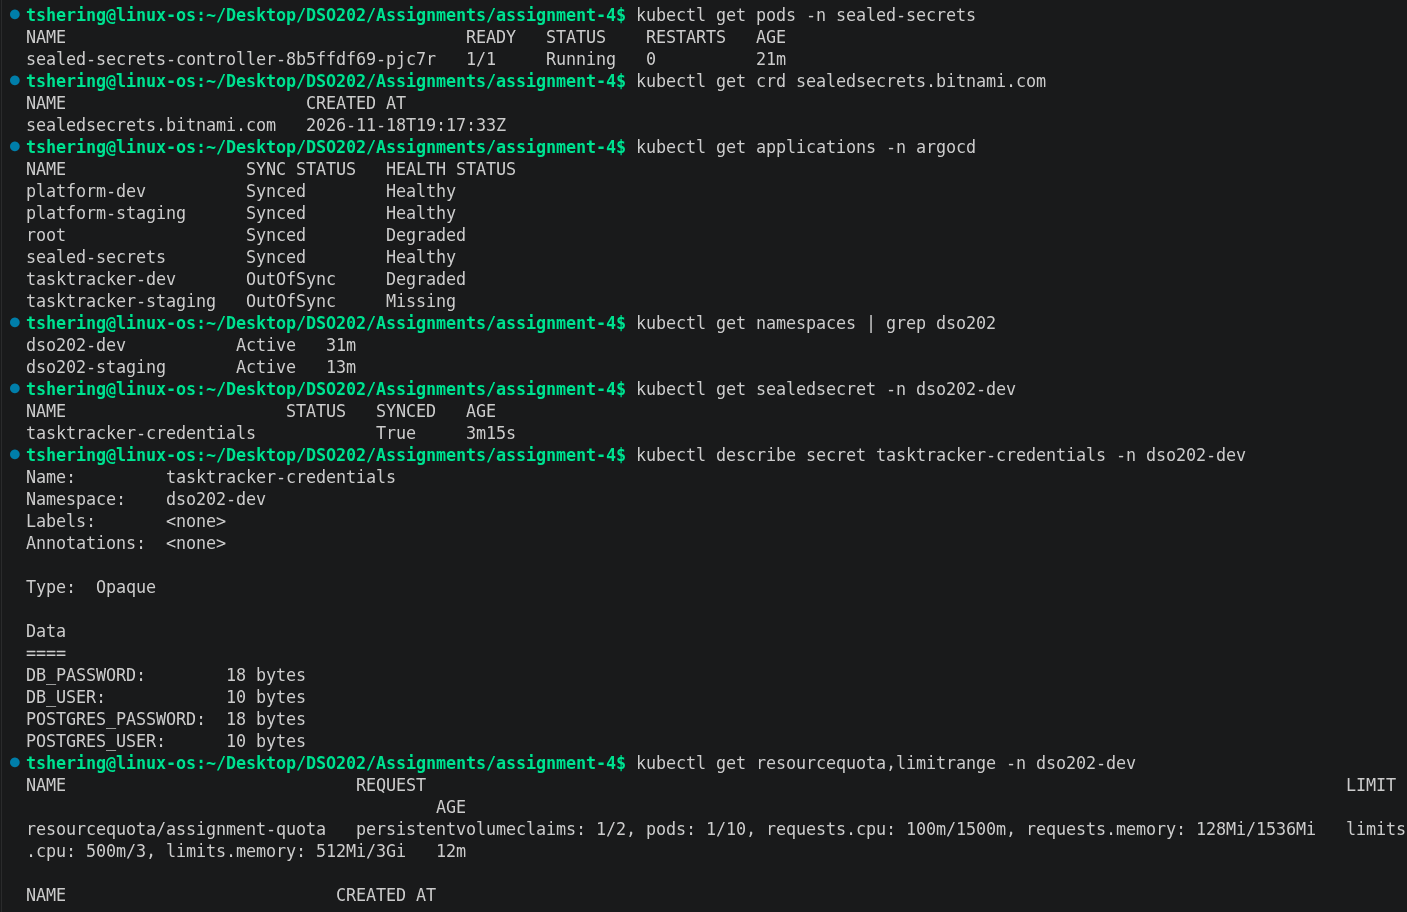 tshering@linux-os:~/Desktop/DSO202/Assignments/assignment-4$ kubectl get pods -n sealed-secrets
NAME                                        READY   STATUS    RESTARTS   AGE
sealed-secrets-controller-8b5ffdf69-pjc7r   1/1     Running   0          21m
tshering@linux-os:~/Desktop/DSO202/Assignments/assignment-4$ kubectl get crd sealedsecrets.bitnami.com
NAME                        CREATED AT
sealedsecrets.bitnami.com   2026-11-18T19:17:33Z
tshering@linux-os:~/Desktop/DSO202/Assignments/assignment-4$ kubectl get applications -n argocd
NAME                  SYNC STATUS   HEALTH STATUS
platform-dev          Synced        Healthy
platform-staging      Synced        Healthy
root                  Synced        Degraded
sealed-secrets        Synced        Healthy
tasktracker-dev       OutOfSync     Degraded
tasktracker-staging   OutOfSync     Missing
tshering@linux-os:~/Desktop/DSO202/Assignments/assignment-4$ kubectl get namespaces | grep dso202
dso202-dev           Active   31m
dso202-staging       Active   13m
tshering@linux-os:~/Desktop/DSO202/Assignments/assignment-4$ kubectl get sealedsecret -n dso202-dev
NAME                      STATUS   SYNCED   AGE
tasktracker-credentials            True     3m15s
tshering@linux-os:~/Desktop/DSO202/Assignments/assignment-4$ kubectl describe secret tasktracker-credentials -n dso202-dev
Name:         tasktracker-credentials
Namespace:    dso202-dev
Labels:       <none>
Annotations:  <none>
Type:  Opaque
Data
====
DB_PASSWORD:        18 bytes
DB_USER:            10 bytes
POSTGRES_PASSWORD:  18 bytes
POSTGRES_USER:      10 bytes
tshering@linux-os:~/Desktop/DSO202/Assignments/assignment-4$ kubectl get resourcequota,limitrange -n dso202-dev
NAME                             REQUEST                                                                                            LIMIT
                                         AGE
resourcequota/assignment-quota   persistentvolumeclaims: 1/2, pods: 1/10, requests.cpu: 100m/1500m, requests.memory: 128Mi/1536Mi   limits
.cpu: 500m/3, limits.memory: 512Mi/3Gi   12m
NAME                           CREATED AT